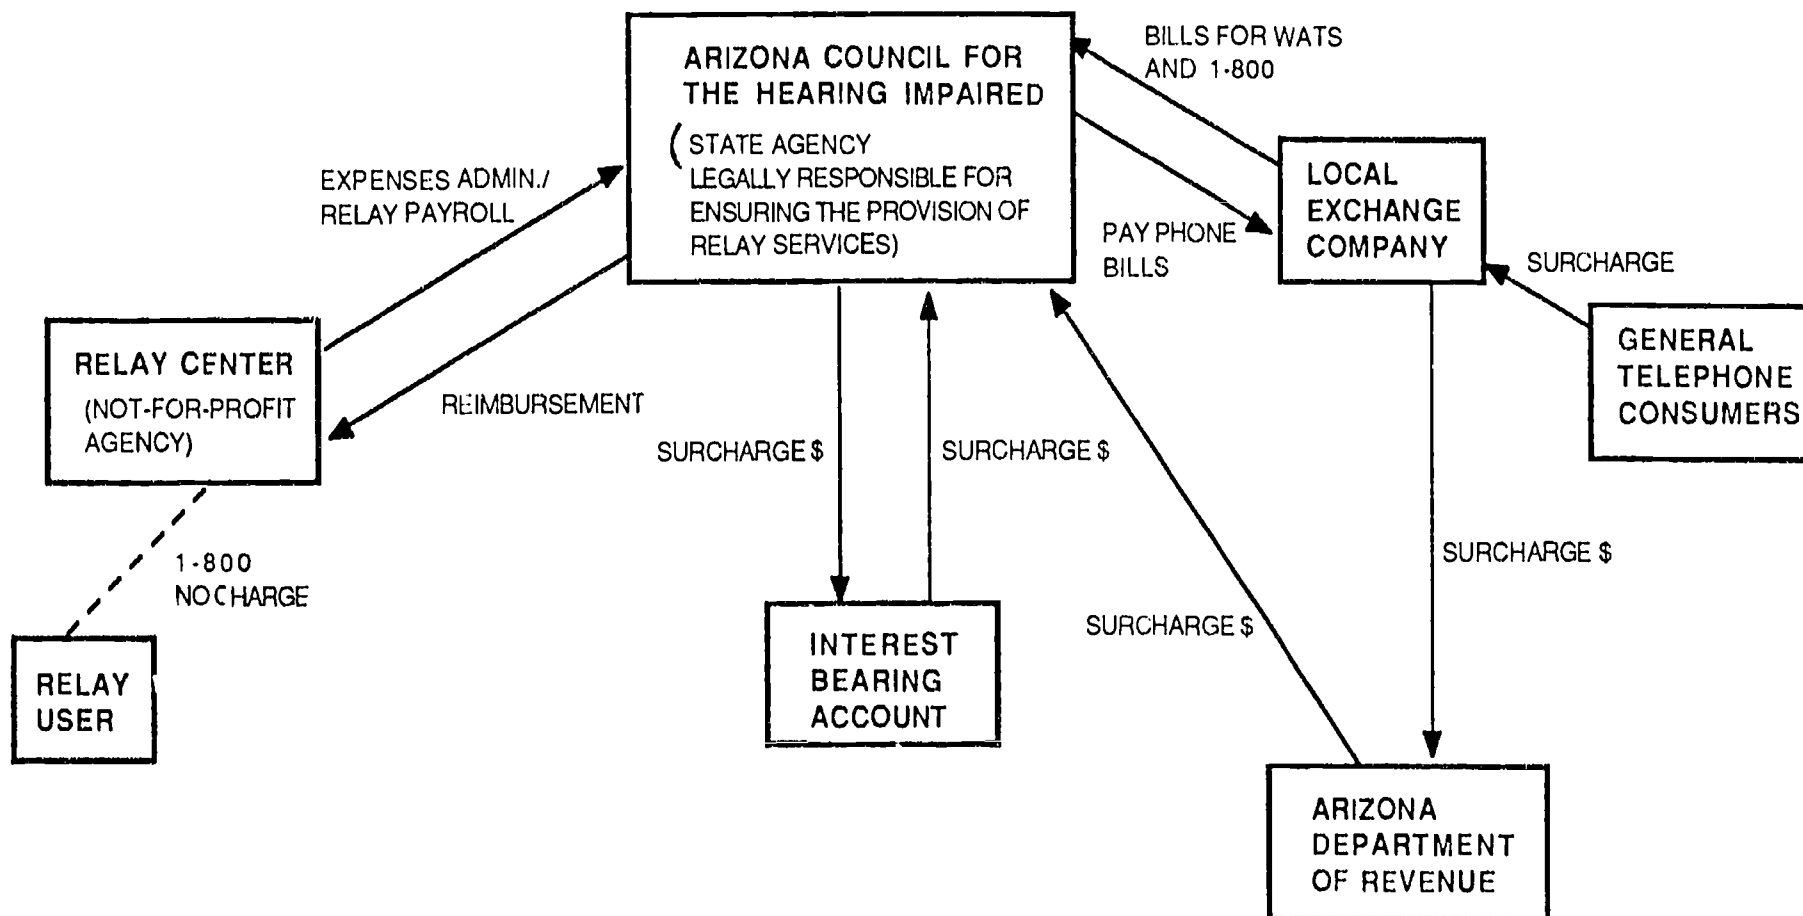 ARIZONA COUNCIL FOR
THE HEARING IMPAIRED
(STATE AGENCY
LEGALLY RESPONSIBLE FOR
ENSURING THE PROVISION OF
RELAY SERVICES)
BILLS FOR WATS
AND 1-800
LOCAL
EXCHANGE
COMPANY
PAY PHONE
BILLS
SURCHARGE
GENERAL
TELEPHONE
CONSUMERS
EXPENSES ADMIN./
RELAY PAYROLL
RELAY CENTER
(NOT-FOR-PROFIT
AGENCY)
REIMBURSEMENT
SURCHARGE $
SURCHARGE $
SURCHARGE $
SURCHARGE $
1-800
NO CHARGE
RELAY
USER
INTEREST
BEARING
ACCOUNT
ARIZONA
DEPARTMENT
OF REVENUE